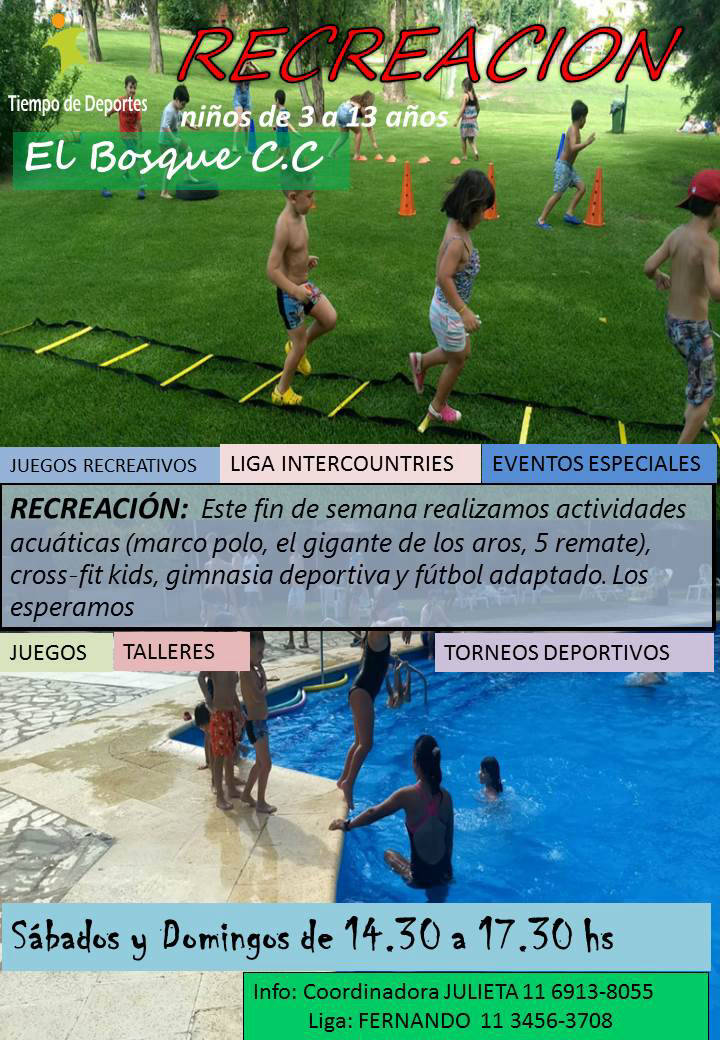 RECREACION
Tiempo de Deportes
niños de 3 a 13 años
El Bosque C.C
JUEGOS RECREATIVOS
LIGA INTERCOUNTRIES
EVENTOS ESPECIALES
RECREACIÓN: Este fin de semana realizamos actividades
acuáticas (marco polo, el gigante de los aros, 5 remate),
cross-fit kids, gimnasia deportiva y fútbol adaptado. Los
esperamos
JUEGOS
TALLERES
TORNEOS DEPORTIVOS
Sábados y Domingos de 14.30 a 17.30 hs
Info: Coordinadora JULIETA 11 6913-8055
Liga: FERNANDO 11 3456-3708